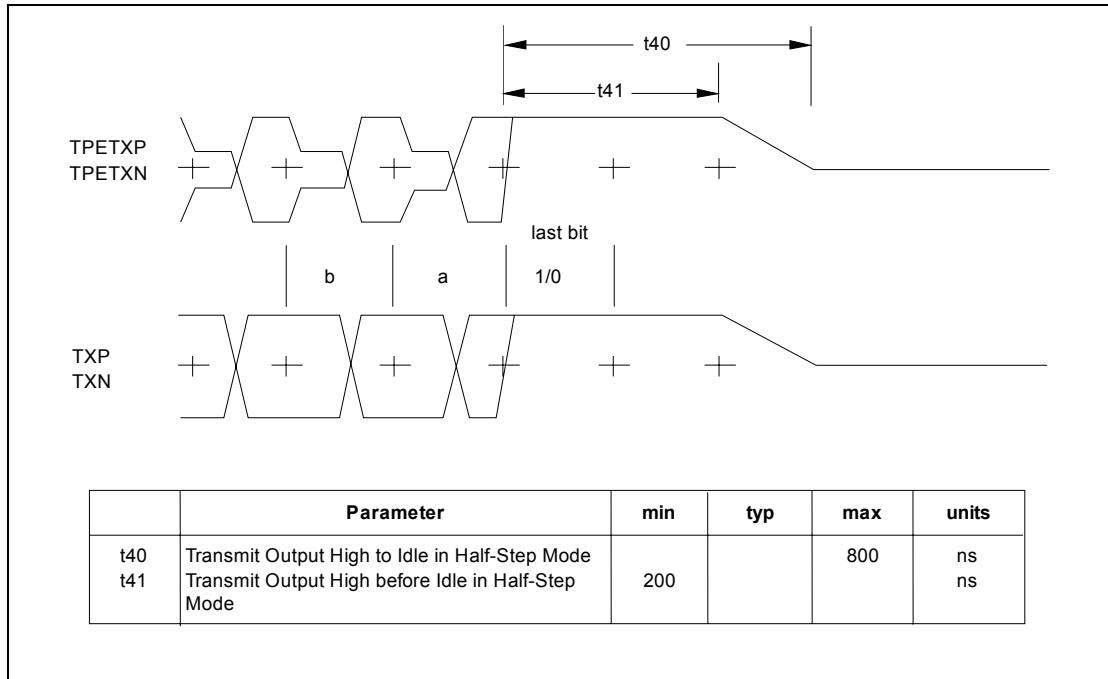 t40
t41
TPETXP
TPETXN
last bit
b a 1/0
TXP
TXN
Parameter min typ max units
t40 Transmit Output High to Idle in Half-Step Mode 800 ns
t41 Transmit Output High before Idle in Half-Step 200 ns
Mode